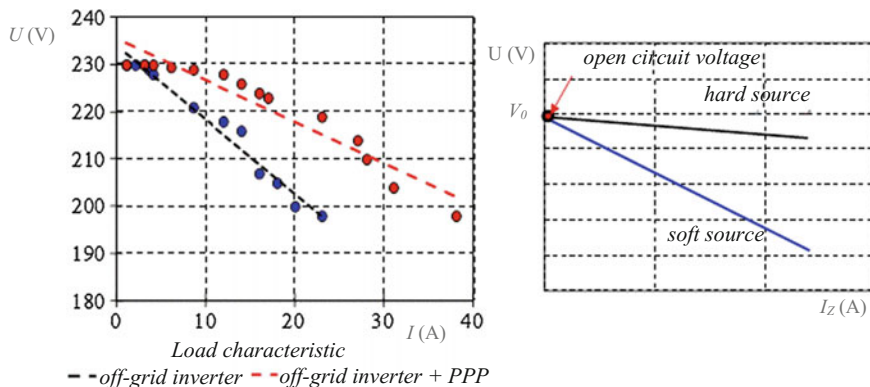 U (V)
240
230
220
210
200
190
180
0
10
20
30
40
I (A)
Load characteristic
off-grid inverter
off-grid inverter + PPP
U (V)
open circuit voltage
hard source
V0
soft source
IZ (A)